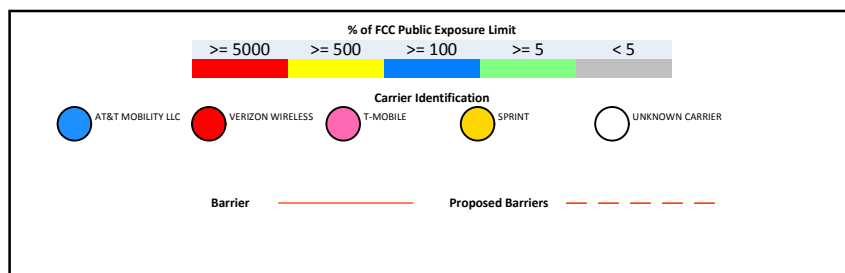 % of FCC Public Exposure Limit
>= 5000 >= 500 >= 100 >= 5 < 5
Carrier Identification
AT&T MOBILITY LLC VERIZON WIRELESS T-MOBILE SPRINT UNKNOWN CARRIER
Barrier Proposed Barriers